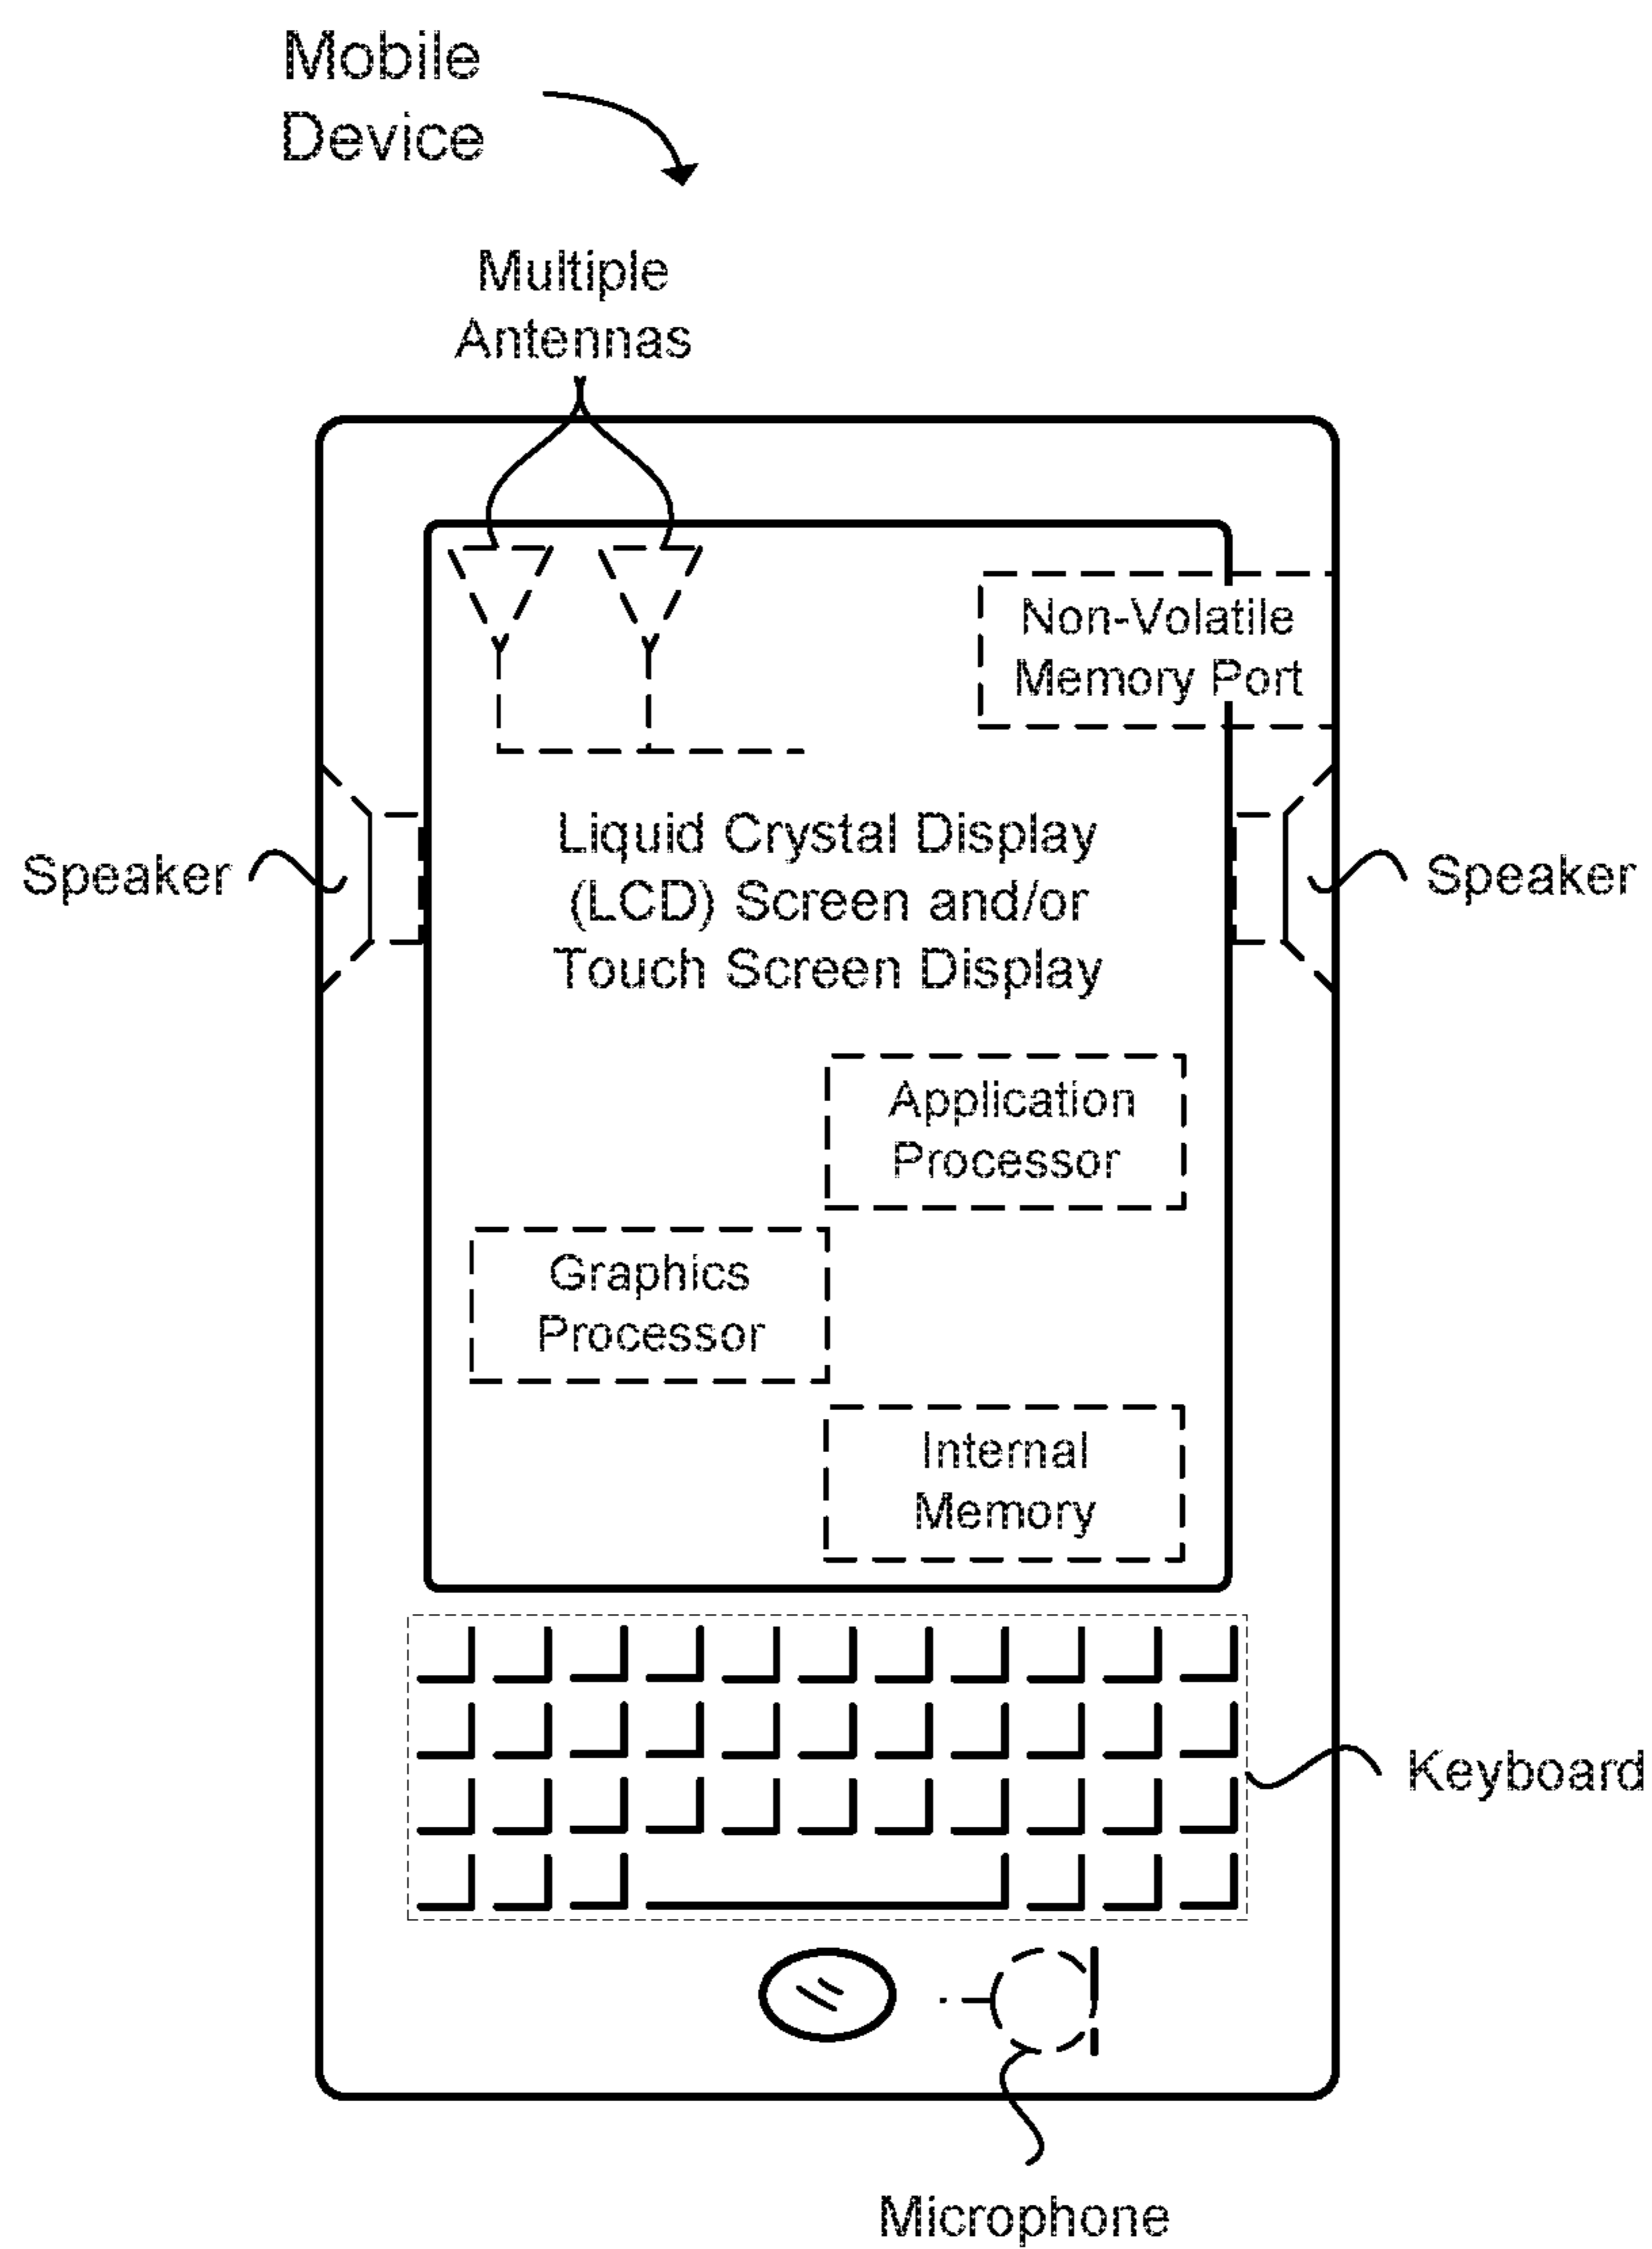 Mobile
Device
Multiple
Antennas
Non-Volatile
Memory Port
Speaker
Liquid Crystal Display
(LCD) Screen and/or
Touch Screen Display
Speaker
Application
Processor
Graphics
Processor
Internal
Memory
Keyboard
Microphone